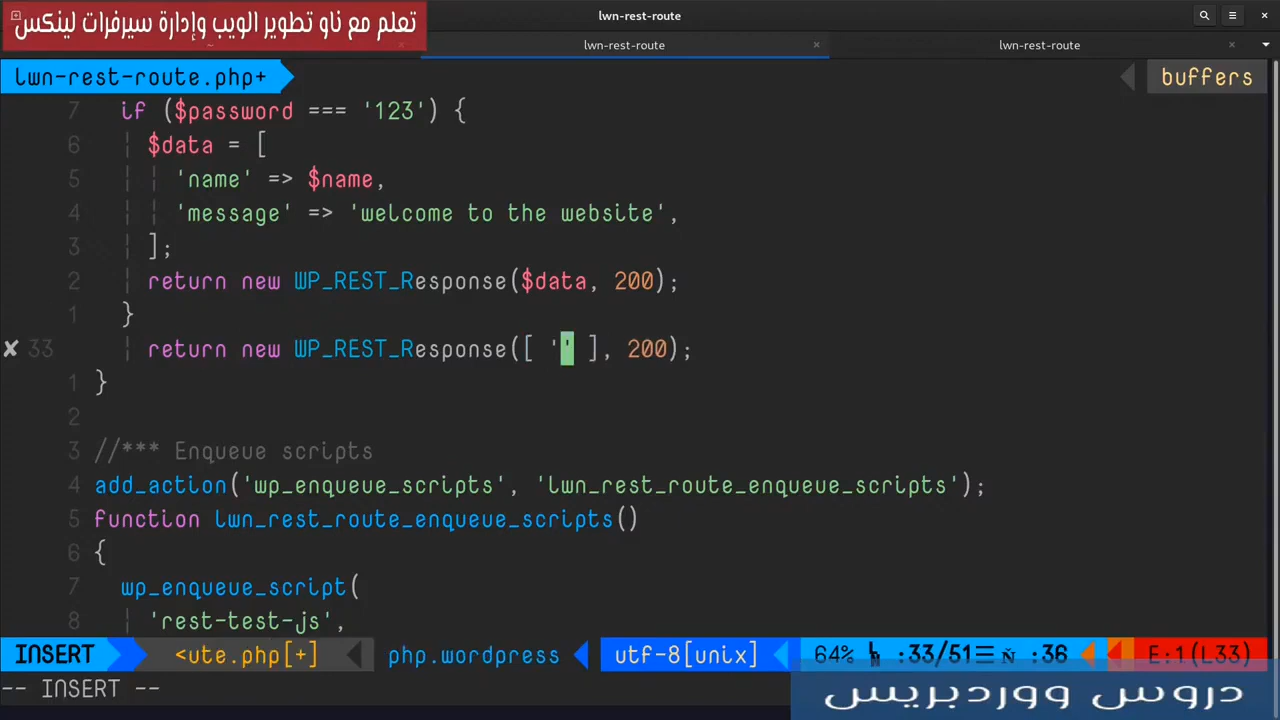 تعلم مع ناو تطوير الويب وإدارة سيرفرات لينكس
lwn-rest-route
lwn-rest-route
lwn-rest-route
lwn-rest-route.php+
buffers
7 if ($password === '123') {
6 $data = [
5 'name' => $name,
4 'message' => 'welcome to the website',
3 ];
2 return new WP_REST_Response($data, 200);
1 }
✘ 33 return new WP_REST_Response([ '' ], 200);
1 }
2
3 //*** Enqueue scripts
4 add_action('wp_enqueue_scripts', 'lwn_rest_route_enqueue_scripts');
5 function lwn_rest_route_enqueue_scripts()
6 {
7 wp_enqueue_script(
8 'rest-test-js',
INSERT <ute.php[+] php.wordpress utf-8[unix] 64% :33/51 :36 E:1(L33)
-- INSERT --
دروس ووردبريس